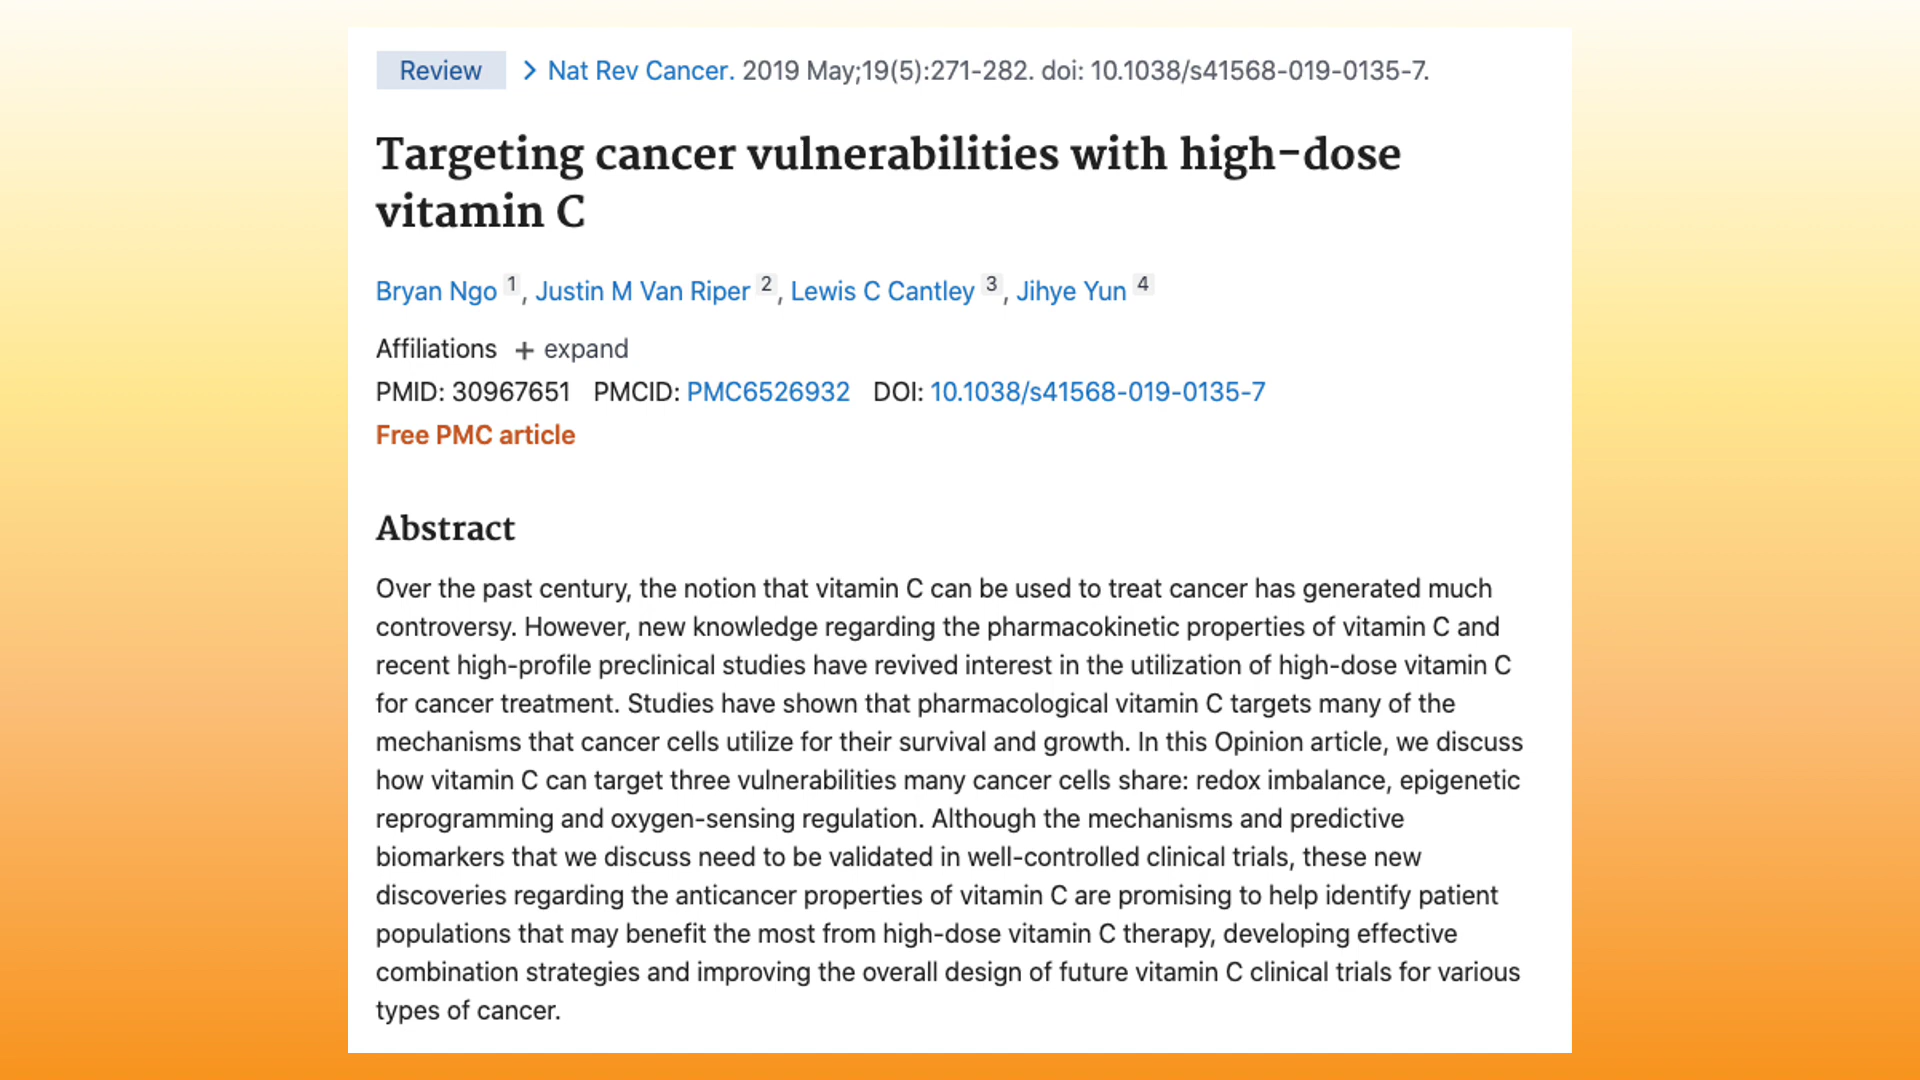 Review > Nat Rev Cancer. 2019 May;19(5):271-282. doi: 10.1038/s41568-019-0135-7.
Targeting cancer vulnerabilities with high-dose
vitamin C
Bryan Ngo 1, Justin M Van Riper 2, Lewis C Cantley 3, Jihye Yun 4
Affiliations + expand
PMID: 30967651 PMCID: PMC6526932 DOI: 10.1038/s41568-019-0135-7
Free PMC article
Abstract
Over the past century, the notion that vitamin C can be used to treat cancer has generated much
controversy. However, new knowledge regarding the pharmacokinetic properties of vitamin C and
recent high-profile preclinical studies have revived interest in the utilization of high-dose vitamin C
for cancer treatment. Studies have shown that pharmacological vitamin C targets many of the
mechanisms that cancer cells utilize for their survival and growth. In this Opinion article, we discuss
how vitamin C can target three vulnerabilities many cancer cells share: redox imbalance, epigenetic
reprogramming and oxygen-sensing regulation. Although the mechanisms and predictive
biomarkers that we discuss need to be validated in well-controlled clinical trials, these new
discoveries regarding the anticancer properties of vitamin C are promising to help identify patient
populations that may benefit the most from high-dose vitamin C therapy, developing effective
combination strategies and improving the overall design of future vitamin C clinical trials for various
types of cancer.